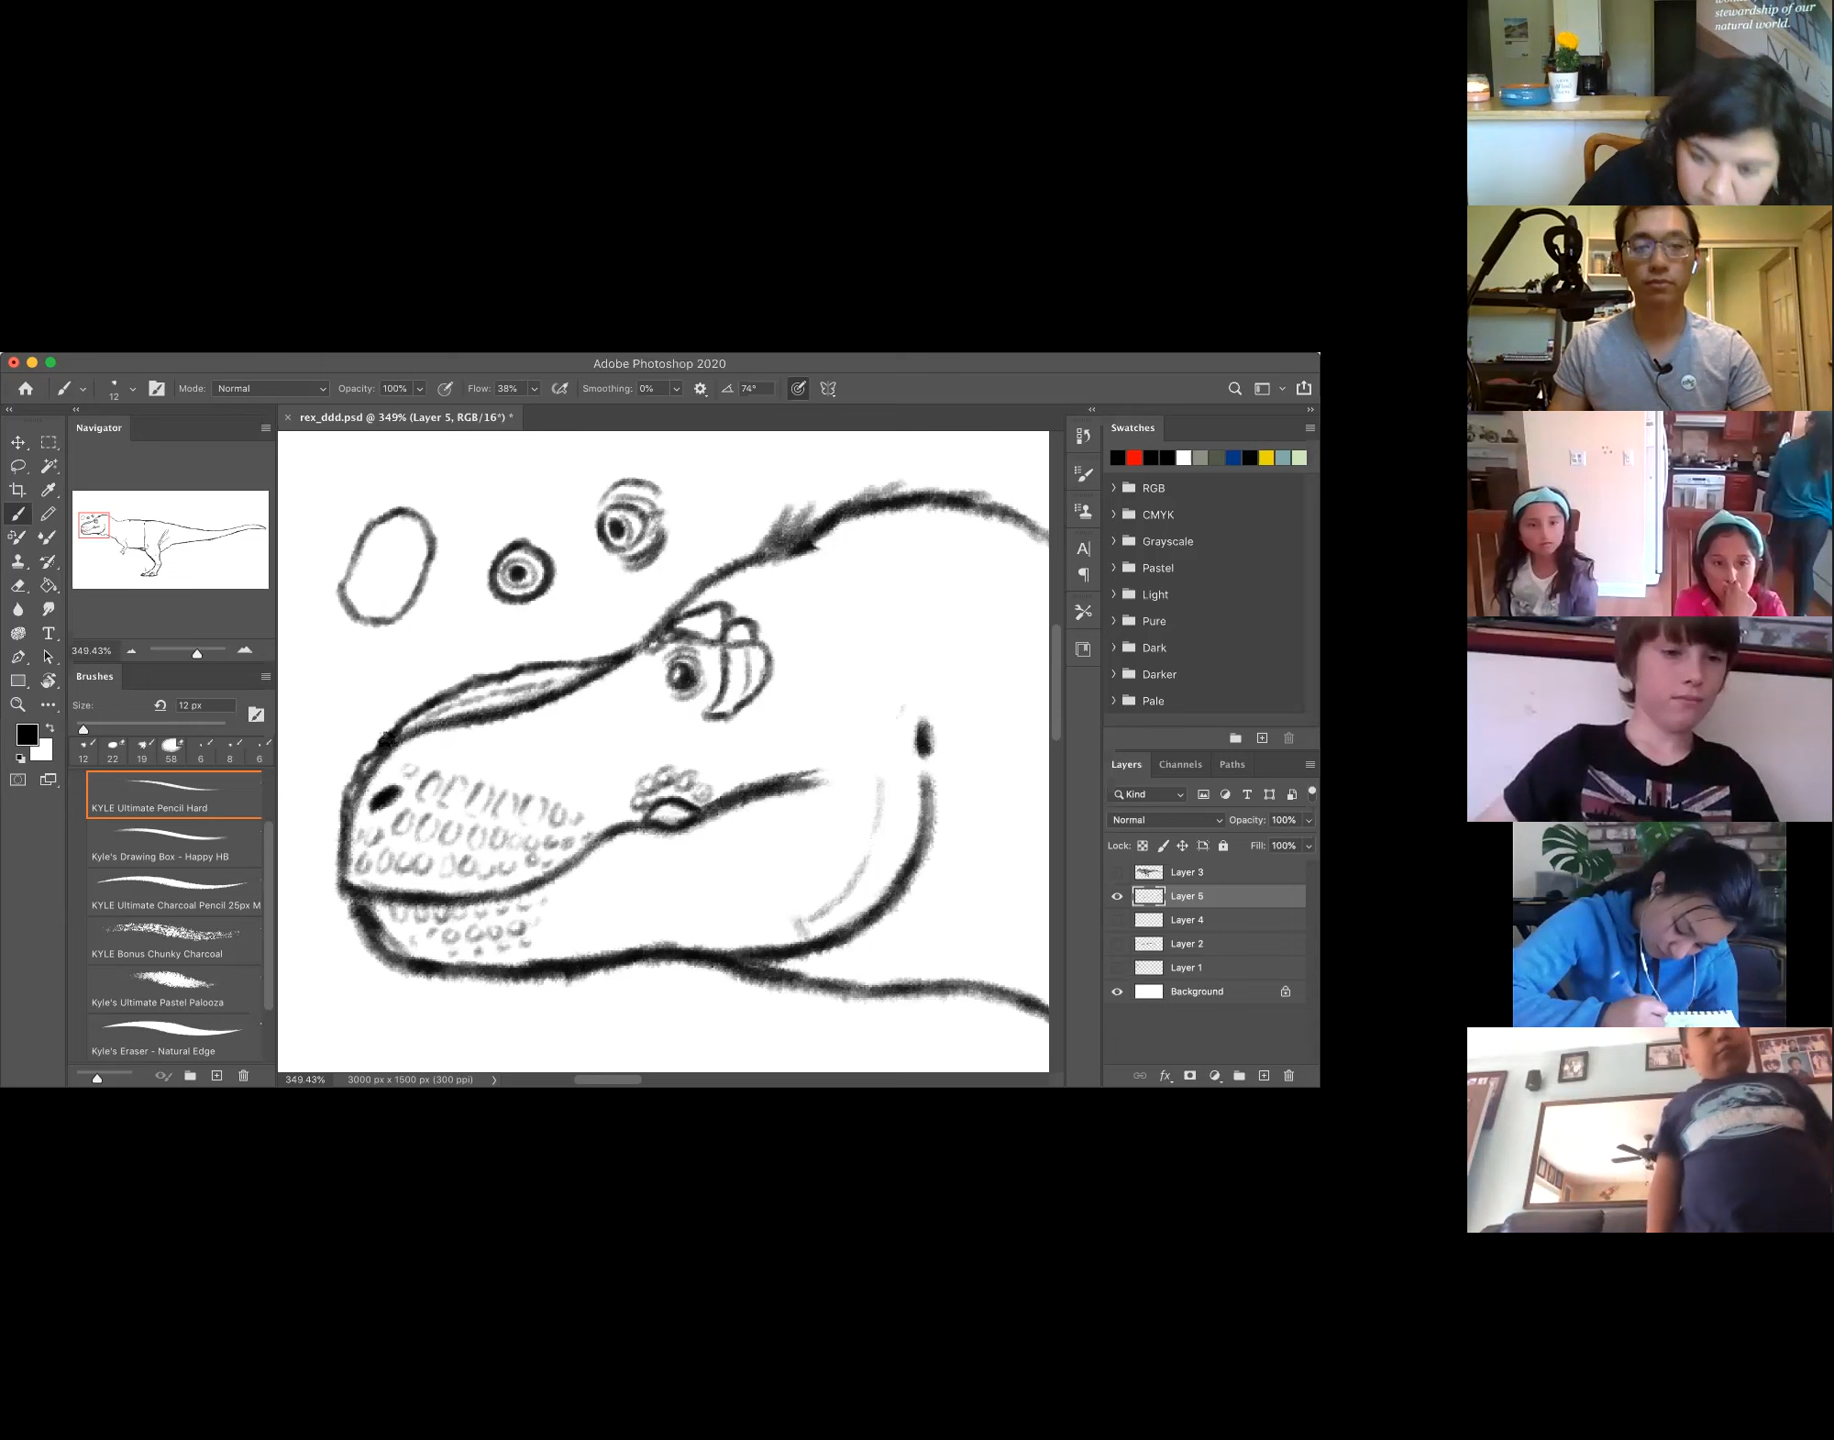 stewardship of our
natural world.
Adobe Photoshop 2020
12
Mode: Normal
Opacity: 100%
Flow: 38%
Smoothing: 0%
74°
rex_ddd.psd @ 349% (Layer 5, RGB/16*) *
Navigator
349.43%
Brushes
Size: 12 px
12 22 19 58 6 8 6
KYLE Ultimate Pencil Hard
Kyle's Drawing Box - Happy HB
KYLE Ultimate Charcoal Pencil 25px M
KYLE Bonus Chunky Charcoal
Kyle's Ultimate Pastel Palooza
Kyle's Eraser - Natural Edge
349.43% 3000 px x 1500 px (300 ppi)
Swatches
RGB
CMYK
Grayscale
Pastel
Light
Pure
Dark
Darker
Pale
Layers Channels Paths
Kind
Normal Opacity: 100%
Lock: Fill: 100%
Layer 3
Layer 5
Layer 4
Layer 2
Layer 1
Background
fx